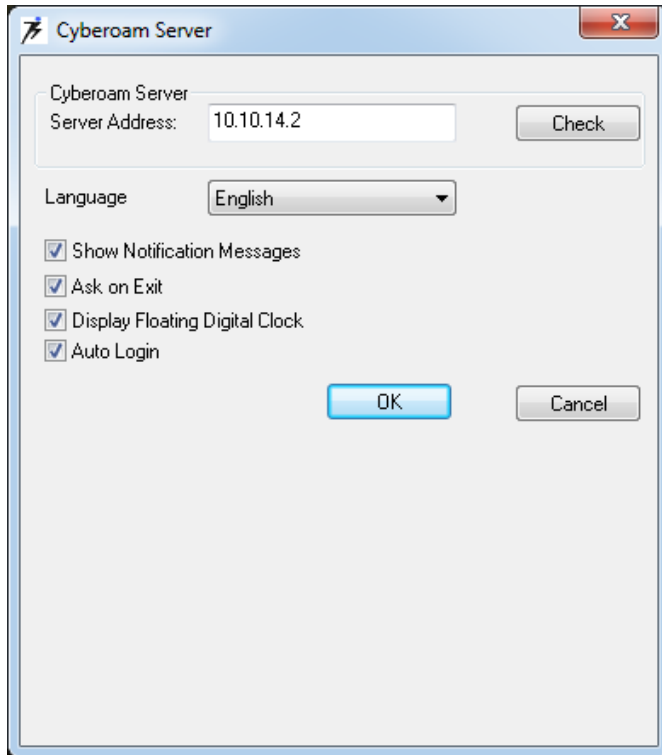 Cyberoam Server
Cyberoam Server
Server Address: 10.10.14.2 Check
Language English
Show Notification Messages
Ask on Exit
Display Floating Digital Clock
Auto Login
OK Cancel